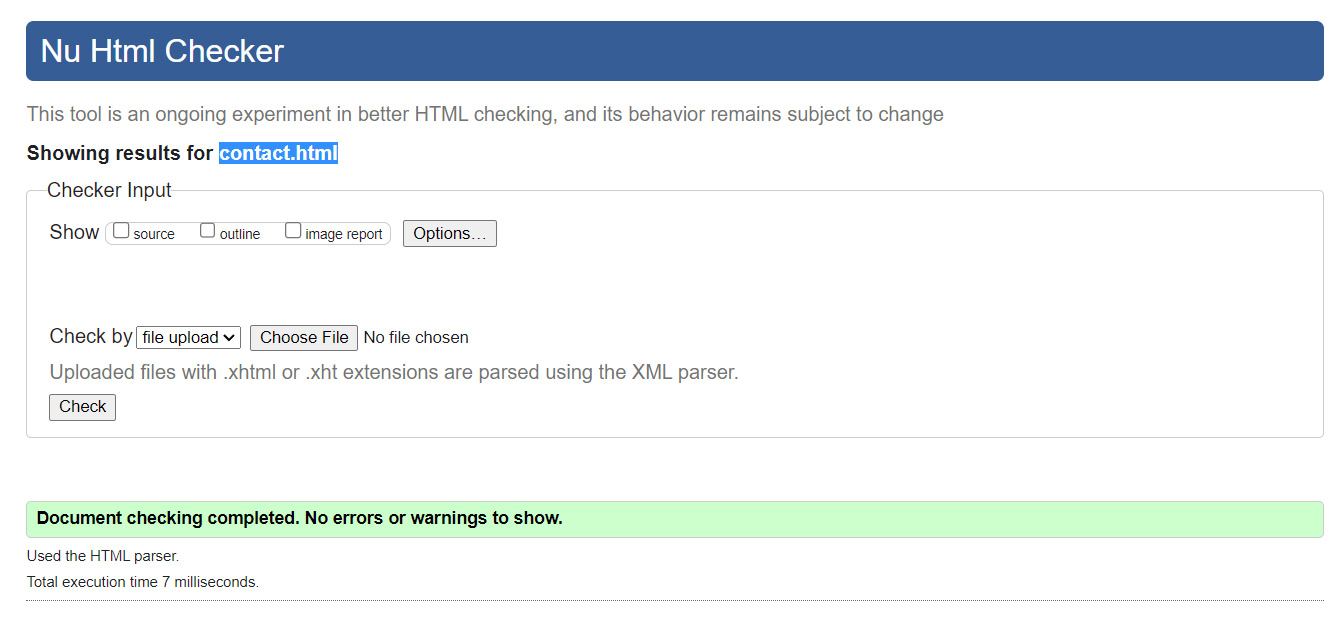 Nu Html Checker
This tool is an ongoing experiment in better HTML checking, and its behavior remains subject to change
Showing results for contact.html
Checker Input
Show source outline image report Options...
Check by file upload Choose File No file chosen
Uploaded files with .xhtml or .xht extensions are parsed using the XML parser.
Check
Document checking completed. No errors or warnings to show.
Used the HTML parser.
Total execution time 7 milliseconds.